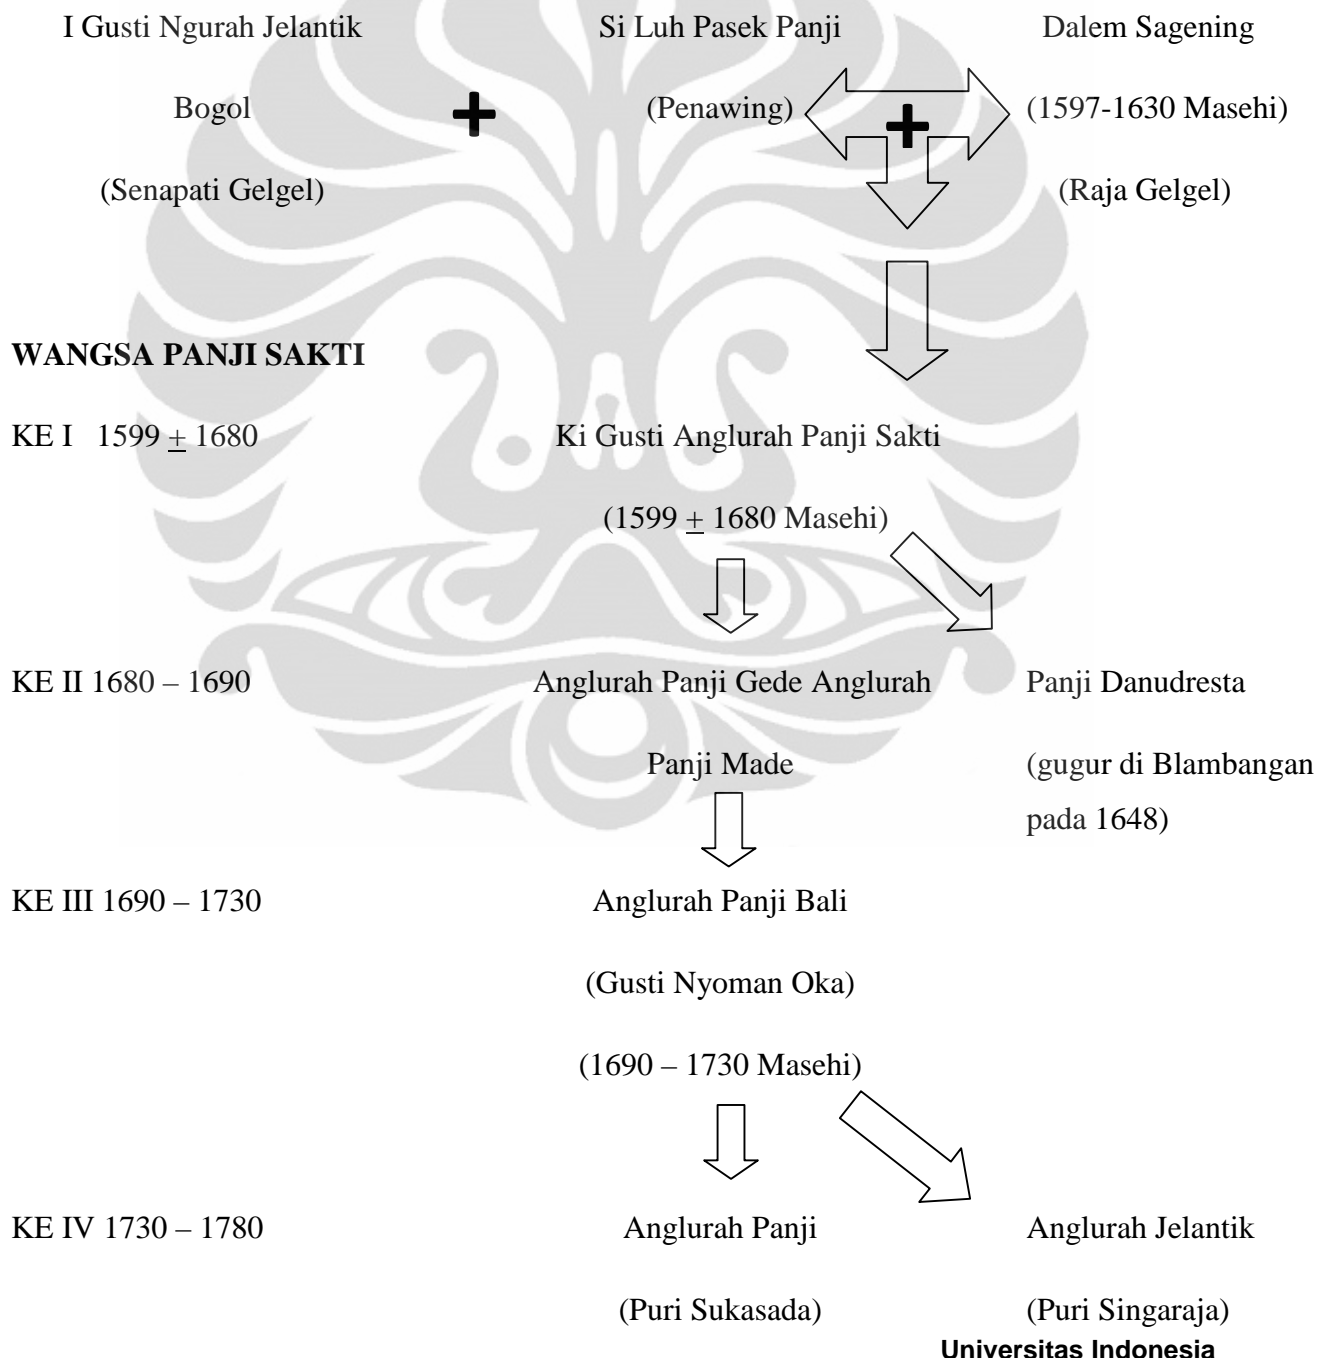 I Gusti Ngurah Jelantik Si Luh Pasek Panji Dalem Sagening
Bogol + (Penawing) + (1597-1630 Masehi)
(Senapati Gelgel) (Raja Gelgel)
WANGSA PANJI SAKTI
KE I 1599 ± 1680 Ki Gusti Anglurah Panji Sakti
(1599 ± 1680 Masehi)
KE II 1680 – 1690 Anglurah Panji Gede Anglurah Panji Danudresta
Panji Made (gugur di Blambangan
pada 1648)
KE III 1690 – 1730 Anglurah Panji Bali
(Gusti Nyoman Oka)
(1690 – 1730 Masehi)
KE IV 1730 – 1780 Anglurah Panji Anglurah Jelantik
(Puri Sukasada) (Puri Singaraja)
Universitas Indonesia